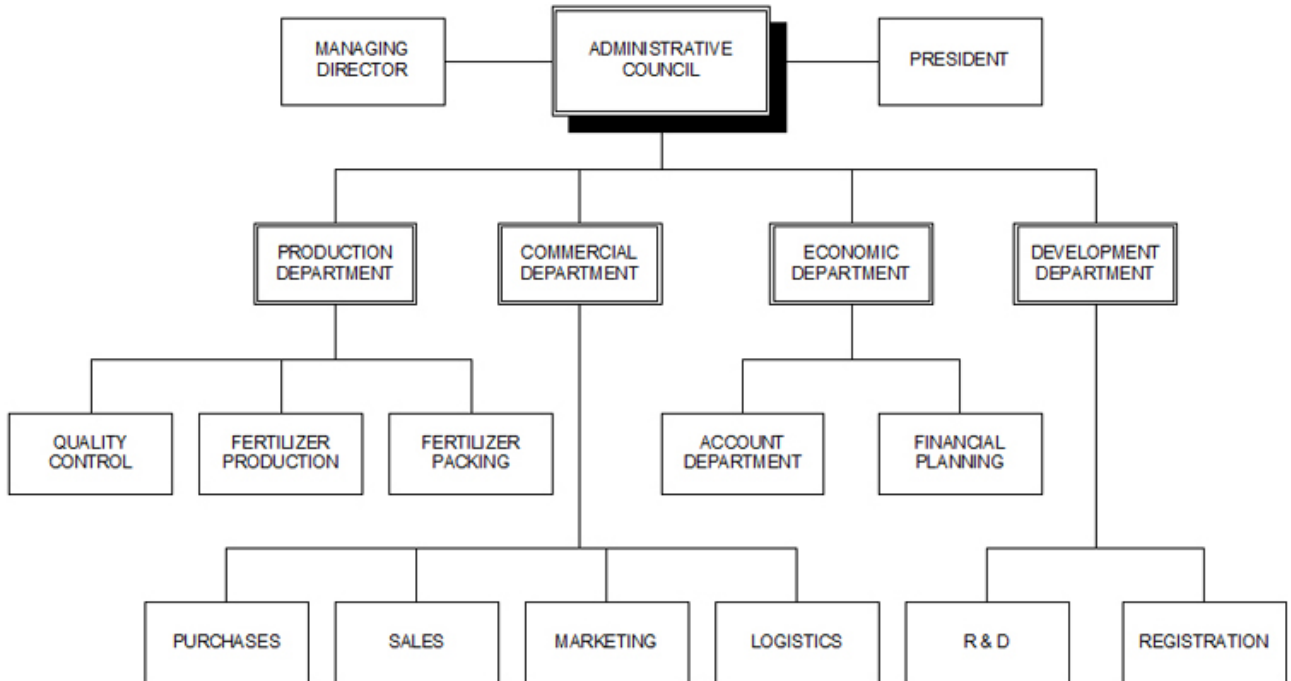 MANAGING
DIRECTOR
ADMINISTRATIVE
COUNCIL
PRESIDENT
PRODUCTION
DEPARTMENT
COMMERCIAL
DEPARTMENT
ECONOMIC
DEPARTMENT
DEVELOPMENT
DEPARTMENT
QUALITY
CONTROL
FERTILIZER
PRODUCTION
FERTILIZER
PACKING
ACCOUNT
DEPARTMENT
FINANCIAL
PLANNING
PURCHASES
SALES
MARKETING
LOGISTICS
R & D
REGISTRATION